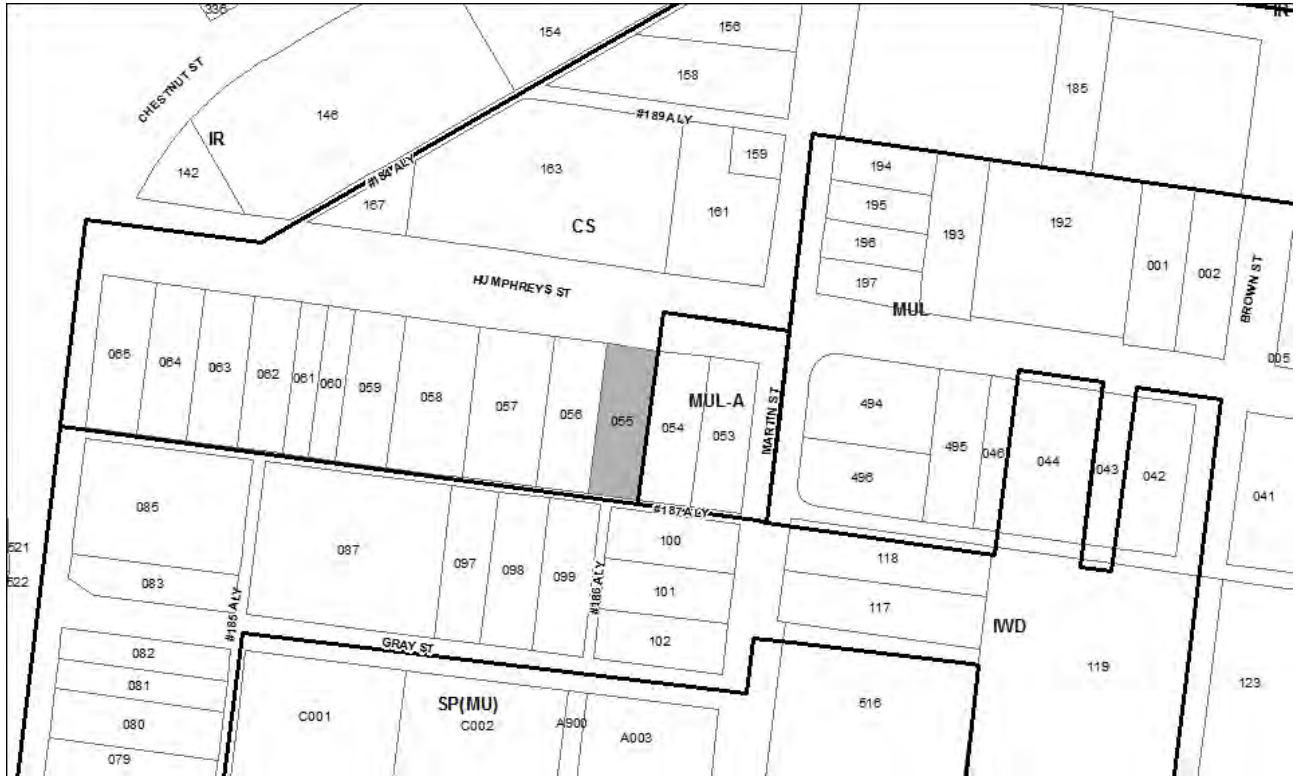 336
154
156
IR
158
185
CHESTNUT ST
146
#189 ALY
IR
159
142
#184 ALY
163
194
167
161
195
CS
193
192
196
001
002
197
BROWN ST
HUMPHREYS ST
MUL
005
065
064
063
062
061
060
059
058
057
056
055
054
053
MUL-A
MARTIN ST
494
495
046
044
043
042
041
496
085
#187 ALY
087
100
118
521
522
083
097
098
099
#186 ALY
101
117
#185 ALY
IWD
102
GRAY ST
082
119
081
123
SP(MU)
516
080
C001
C002
A900
A003
079